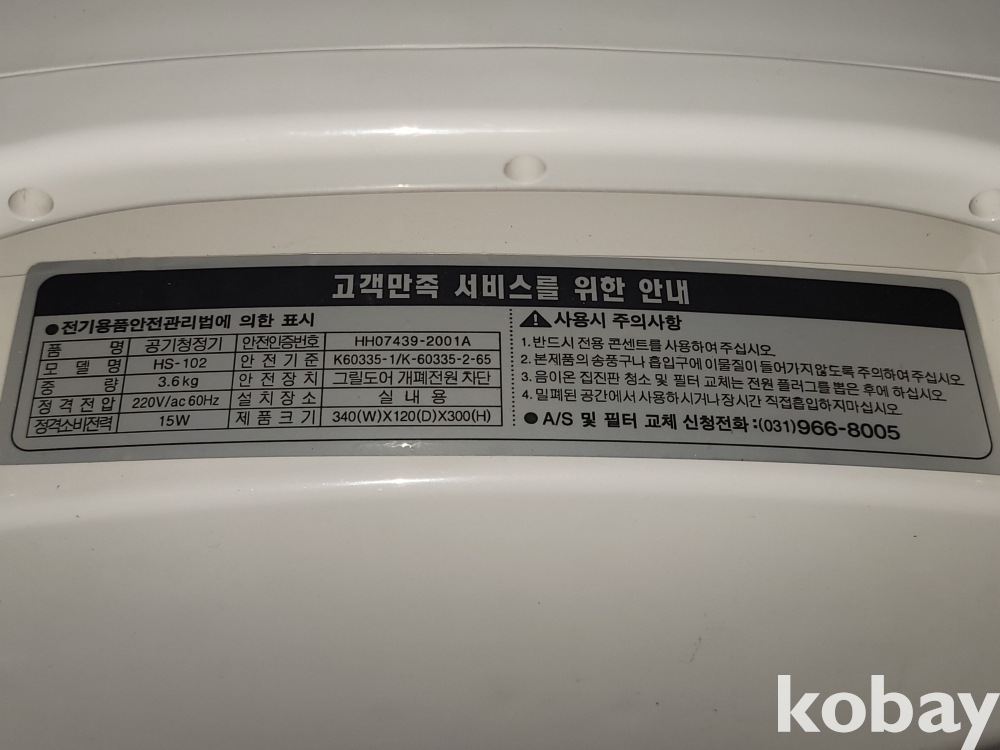 고객만족 서비스를 위한 안내
●전기용품안전관리법에 의한 표시
품 명 공기청정기 안전인증번호 HH07439-2001A
모 델 명 HS-102 안 전 기 준 K60335-1/K-60335-2-65
중 량 3.6kg 안 전 장 치 그릴도어 개폐전원 차단
정 격 전 압 220V/ac 60Hz 설 치 장 소 실 내 용
정격소비전력 15W 제 품 크 기 340(W)X120(D)X300(H)
⚠사용시 주의사항
1. 반드시 전용 콘센트를 사용하여 주십시오.
2. 본제품의 송풍구나 흡입구에 이물질이 들어가지 않도록 주의하여 주십시오.
3. 음이온 집진판 청소 및 필터 교체는 전원 플러그를 뽑은 후에 하십시오.
4. 밀폐된 공간에서 사용하시거나 장시간 직접흡입하지마십시오.
● A/S 및 필터 교체 신청전화:(031)966-8005
kobay